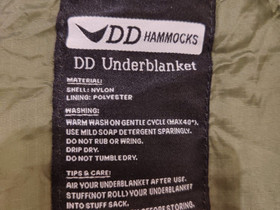 DD HAMMOCKS
DD Underblanket
MATERIAL:
SHELL: NYLON
LINING: POLYESTER
WASHING:
WARM WASH ON GENTLE CYCLE (MAX 40°).
USE MILD SOAP DETERGENT SPARINGLY.
DO NOT RUB OR WRING.
DRIP DRY.
DO NOT TUMBLE DRY.
TIPS & CARE:
AIR YOUR UNDERBLANKET AFTER USE.
STUFF (NOT ROLL) YOUR UNDERBLANKET
INTO STUFF SACK.